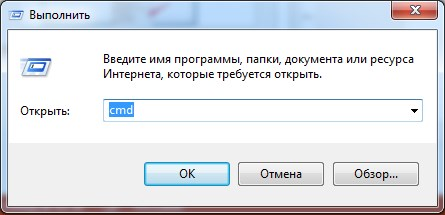 Выполнить
Введите имя программы, папки, документа или ресурса
Интернета, которые требуется открыть.
Открыть: cmd
OK Отмена Обзор...